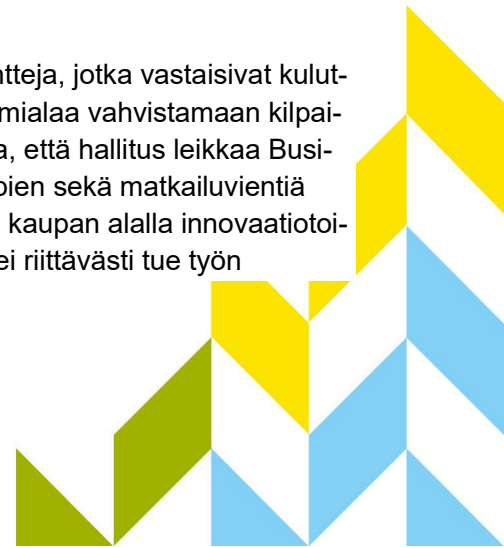 tteja, jotka vastaisivat kulut-
mialaa vahvistamaan kilpai-
a, että hallitus leikkaa Busi-
pien sekä matkailuvientiä
kaupan alalla innovaatiotoi-
ei riittävästi tue työn